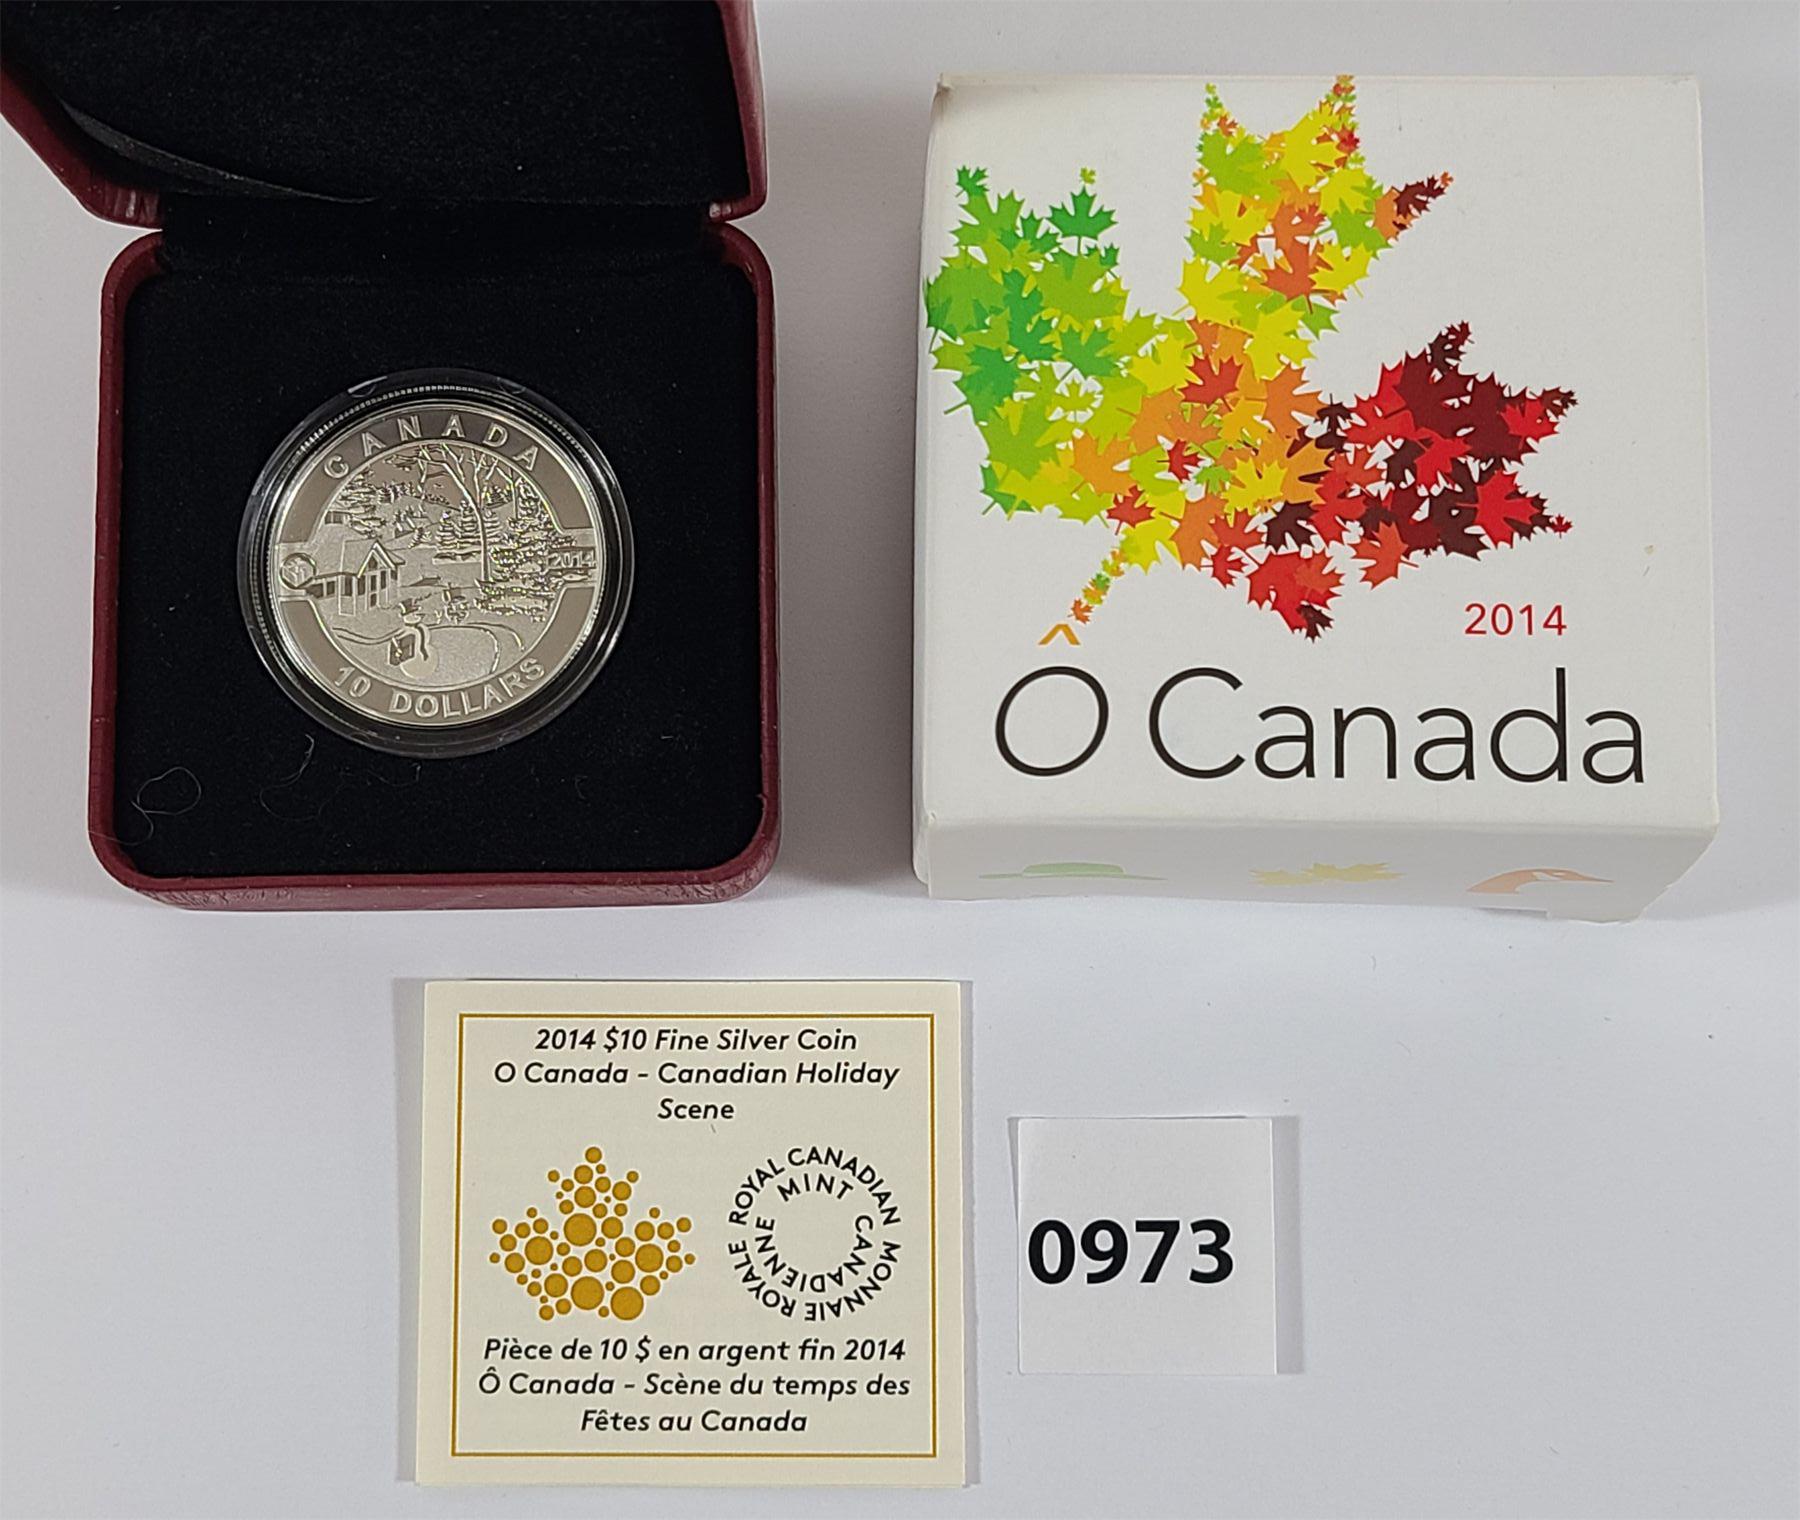 CANADA
2014
10 DOLLARS
2014
Ô Canada
2014 $10 Fine Silver Coin
O Canada - Canadian Holiday
Scene
ROYAL CANADIAN
MINT
MONNAIE ROYALE
CANADIENNE
Pièce de 10 $ en argent fin 2014
Ô Canada - Scène du temps des
Fêtes au Canada
0973